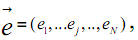 e⃗ = (e₁,...eⱼ,..,e_N) ,